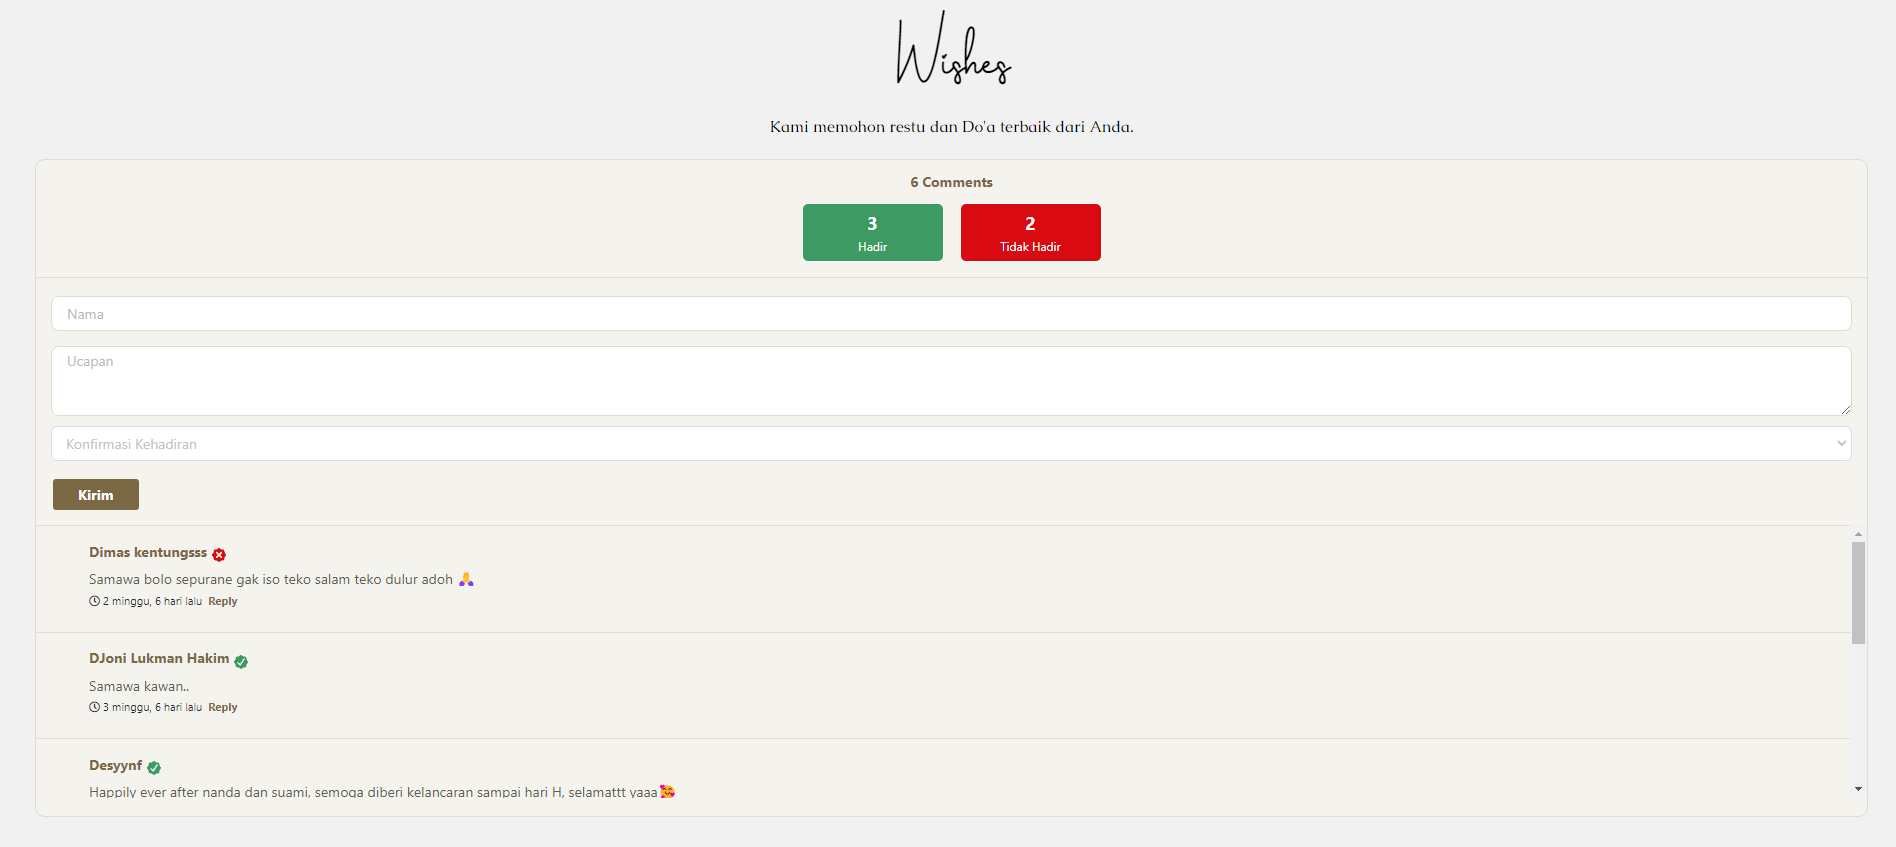 Wishes
Kami memohon restu dan Do'a terbaik dari Anda.
6 Comments
3
Hadir
2
Tidak Hadir
Nama
Ucapan
Konfirmasi Kehadiran
Kirim
Dimas kentungsss
Samawa bolo sepurane gak iso teko salam teko dulur adoh 🙏
2 minggu, 6 hari lalu Reply
DJoni Lukman Hakim
Samawa kawan..
3 minggu, 6 hari lalu Reply
Desyynf
Happily ever after nanda dan suami, semoga diberi kelancaran sampai hari H, selamattt yaaa🥰